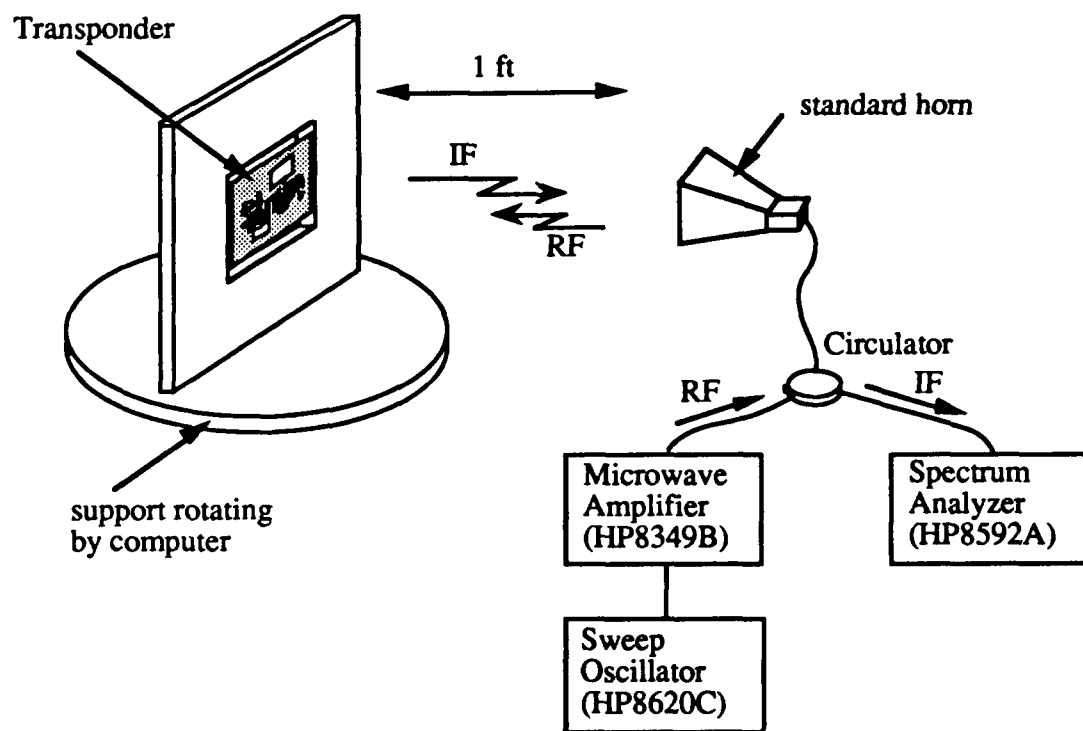 Transponder
1 ft
standard horn
IF
RF
Circulator
RF
IF
Microwave
Amplifier
(HP8349B)
Spectrum
Analyzer
(HP8592A)
support rotating
by computer
Sweep
Oscillator
(HP8620C)